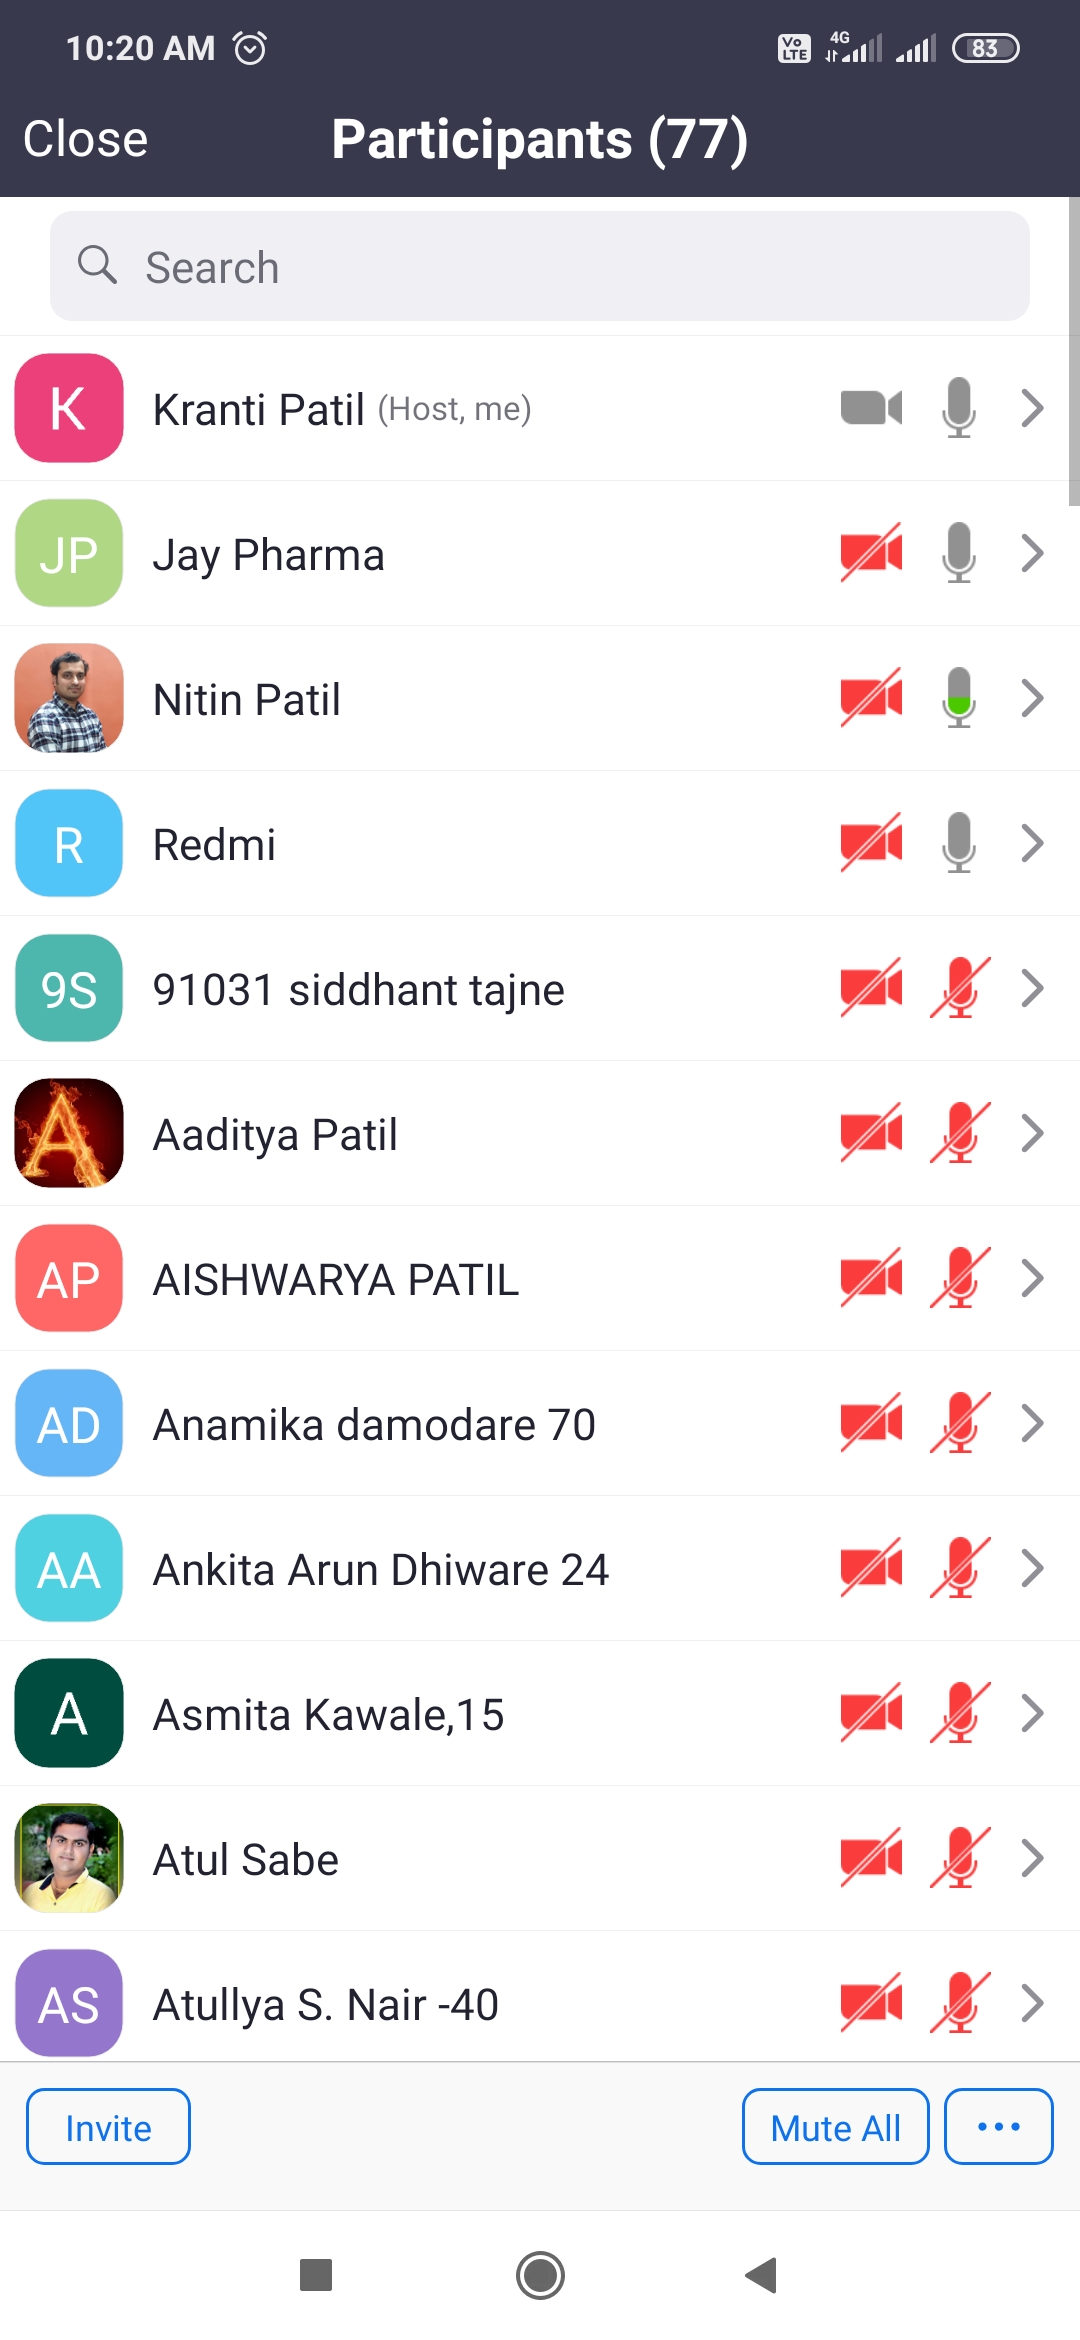 10:20 AM Vo LTE 4G 83
Close Participants (77)
Search
K Kranti Patil (Host, me)
JP Jay Pharma
Nitin Patil
R Redmi
9S 91031 siddhant tajne
A Aaditya Patil
AP AISHWARYA PATIL
AD Anamika damodare 70
AA Ankita Arun Dhiware 24
A Asmita Kawale,15
Atul Sabe
AS Atullya S. Nair -40
Invite Mute All ...